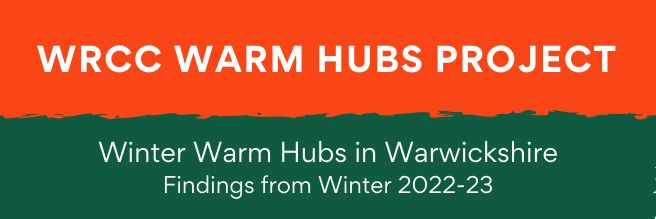 WRCC WARM HUBS PROJECT
Winter Warm Hubs in Warwickshire
Findings from Winter 2022-23